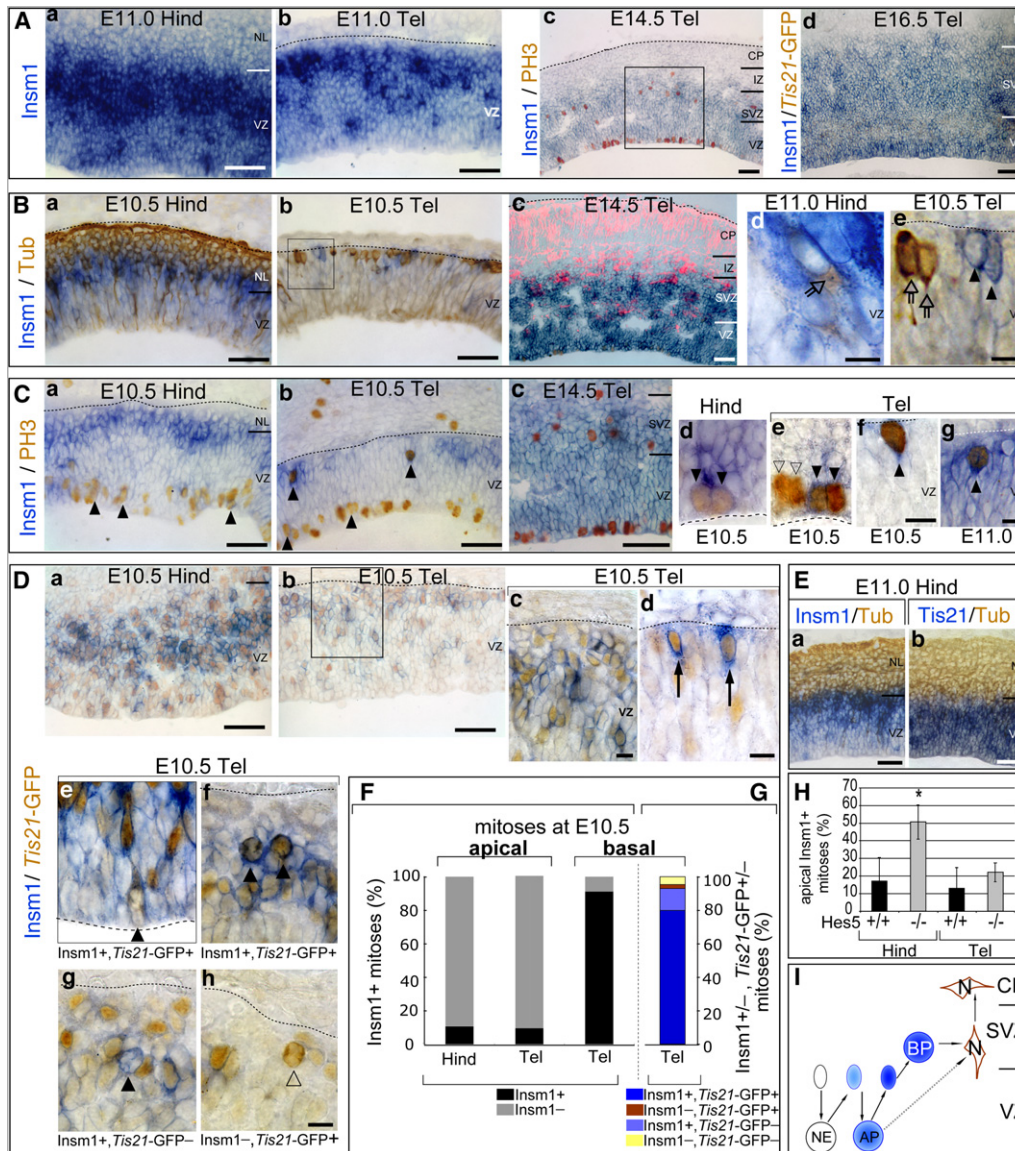 A
Insm1
a
E11.0 Hind
NL
VZ
b
E11.0 Tel
VZ
Insm1 / PH3
c
E14.5 Tel
CP
IZ
SVZ
VZ
Insm1/Tis21-GFP
d
E16.5 Tel
B
Insm1 / Tub
a
E10.5 Hind
NL
VZ
b
E10.5 Tel
VZ
c
E14.5 Tel
CP
IZ
SVZ
VZ
d
E11.0 Hind
VZ
e
E10.5 Tel
C
Insm1 / PH3
a
E10.5 Hind
NL
VZ
b
E10.5 Tel
VZ
c
E14.5 Tel
SVZ
VZ
Hind
d
E10.5
Tel
e
E10.5
f
VZ
E10.5
g
E11.0
D
Insm1/ Tis21-GFP
a
E10.5 Hind
VZ
b
E10.5 Tel
VZ
E10.5 Tel
c
VZ
d
E10.5 Tel
e
Insm1+,Tis21-GFP+
f
Insm1+,Tis21-GFP+
g
Insm1+,Tis21-GFP−
h
Insm1−,Tis21-GFP+
E
E11.0 Hind
Insm1/Tub
Tis21/Tub
a
NL
VZ
b
NL
F
G
mitoses at E10.5
apical
basal
Insm1+ mitoses (%)
100
80
60
40
20
0
Hind
Tel
Tel
Tel
100
80
60
40
20
0
Insm1+/−, Tis21-GFP+/−
mitoses (%)
Insm1+
Insm1−
Insm1+,Tis21-GFP+
Insm1−,Tis21-GFP+
Insm1+,Tis21-GFP−
Insm1−,Tis21-GFP−
H
apical Insm1+
mitoses (%)
70
60
50
40
30
20
10
0
*
Hes5 +/+ -/- +/+ -/-
Hind
Tel
I
N
N
BP
NE
AP